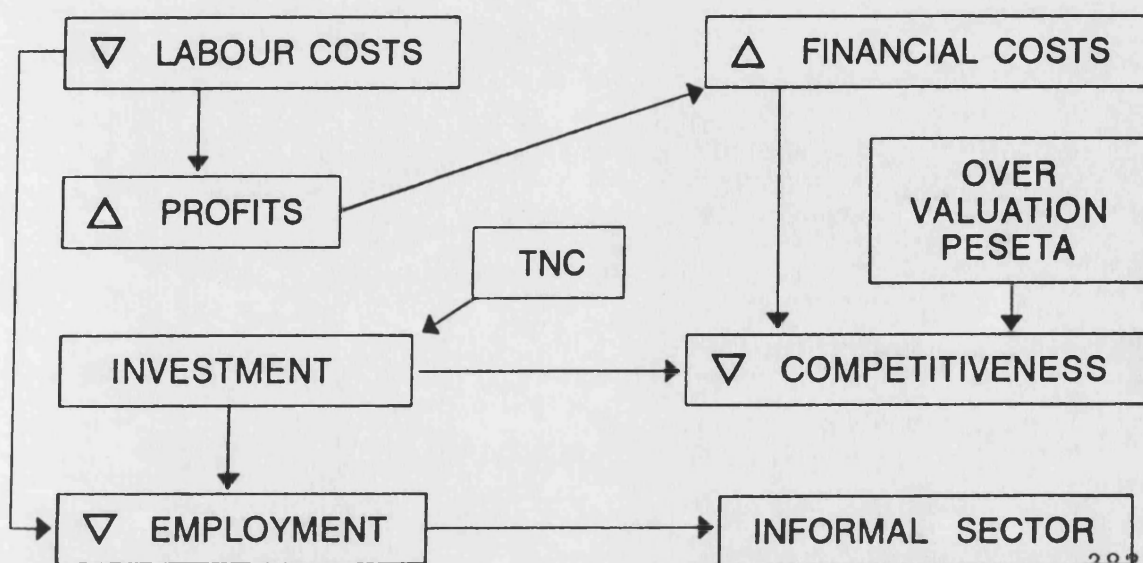 ▽ LABOUR COSTS
△ FINANCIAL COSTS
△ PROFITS
OVER
VALUATION
PESETA
TNC
INVESTMENT
▽ COMPETITIVENESS
▽ EMPLOYMENT
INFORMAL SECTOR